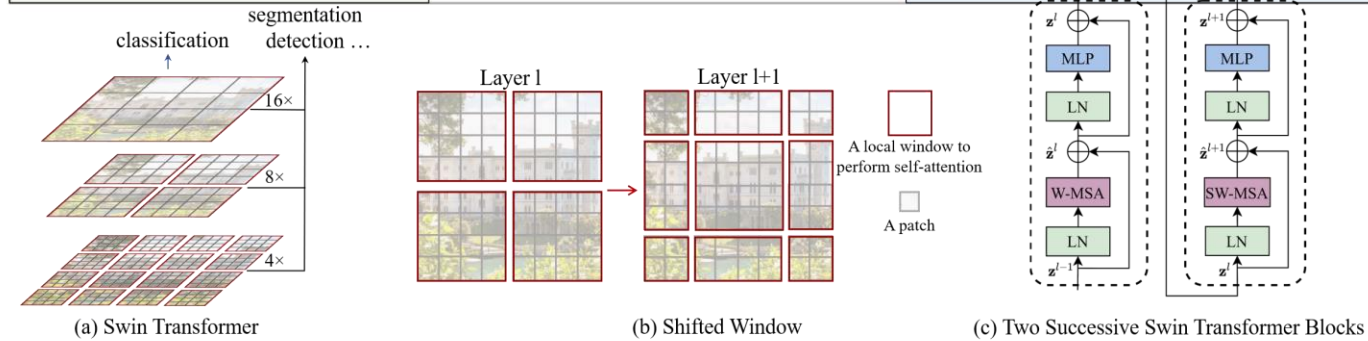 segmentation
classification
detection ...
16×
8×
4×
(a) Swin Transformer
Layer l
Layer l+1
A local window to
perform self-attention
A patch
(b) Shifted Window
z^l
MLP
LN
ẑ^l
W-MSA
LN
z^{l-1}
z^{l+1}
MLP
LN
ẑ^{l+1}
SW-MSA
LN
z^l
(c) Two Successive Swin Transformer Blocks